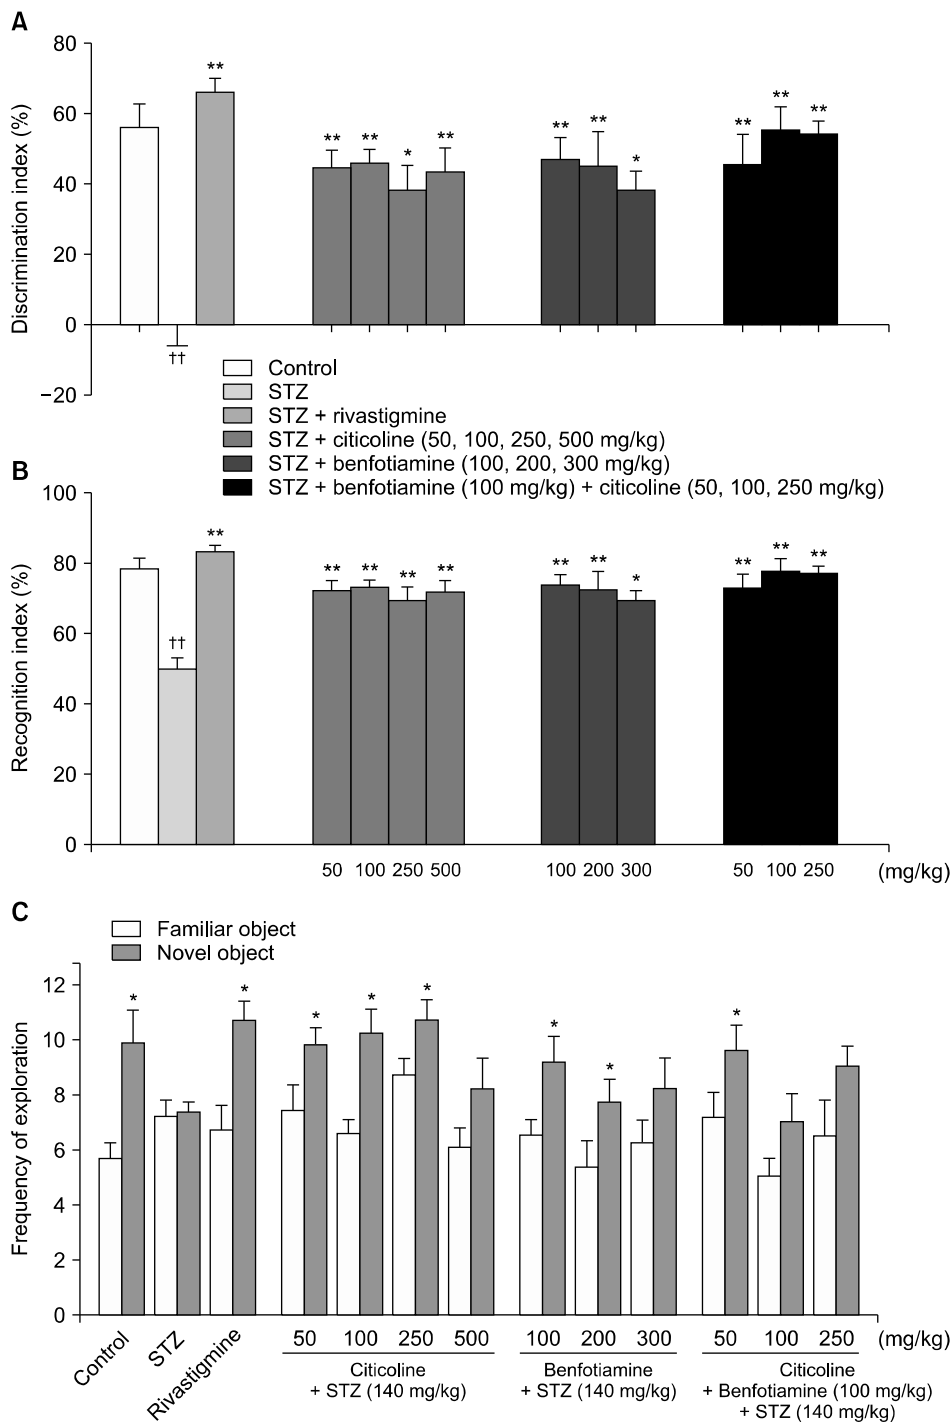 A
80
60
40
20
0
−20
Discrimination index (%)
**
††
**
**
*
**
**
**
*
**
**
**
Control
STZ
STZ + rivastigmine
STZ + citicoline (50, 100, 250, 500 mg/kg)
STZ + benfotiamine (100, 200, 300 mg/kg)
STZ + benfotiamine (100 mg/kg) + citicoline (50, 100, 250 mg/kg)
B
100
80
60
40
20
0
Recognition index (%)
††
**
**
**
**
**
**
**
*
**
**
**
50 100 250 500 100 200 300 50 100 250 (mg/kg)
C
Familiar object
Novel object
12
10
8
6
4
2
0
Frequency of exploration
*
*
*
*
*
*
*
*
Control STZ Rivastigmine 50 100 250 500 100 200 300 50 100 250 (mg/kg)
Citicoline
+ STZ (140 mg/kg)
Benfotiamine
+ STZ (140 mg/kg)
Citicoline
+ Benfotiamine (100 mg/kg)
+ STZ (140 mg/kg)